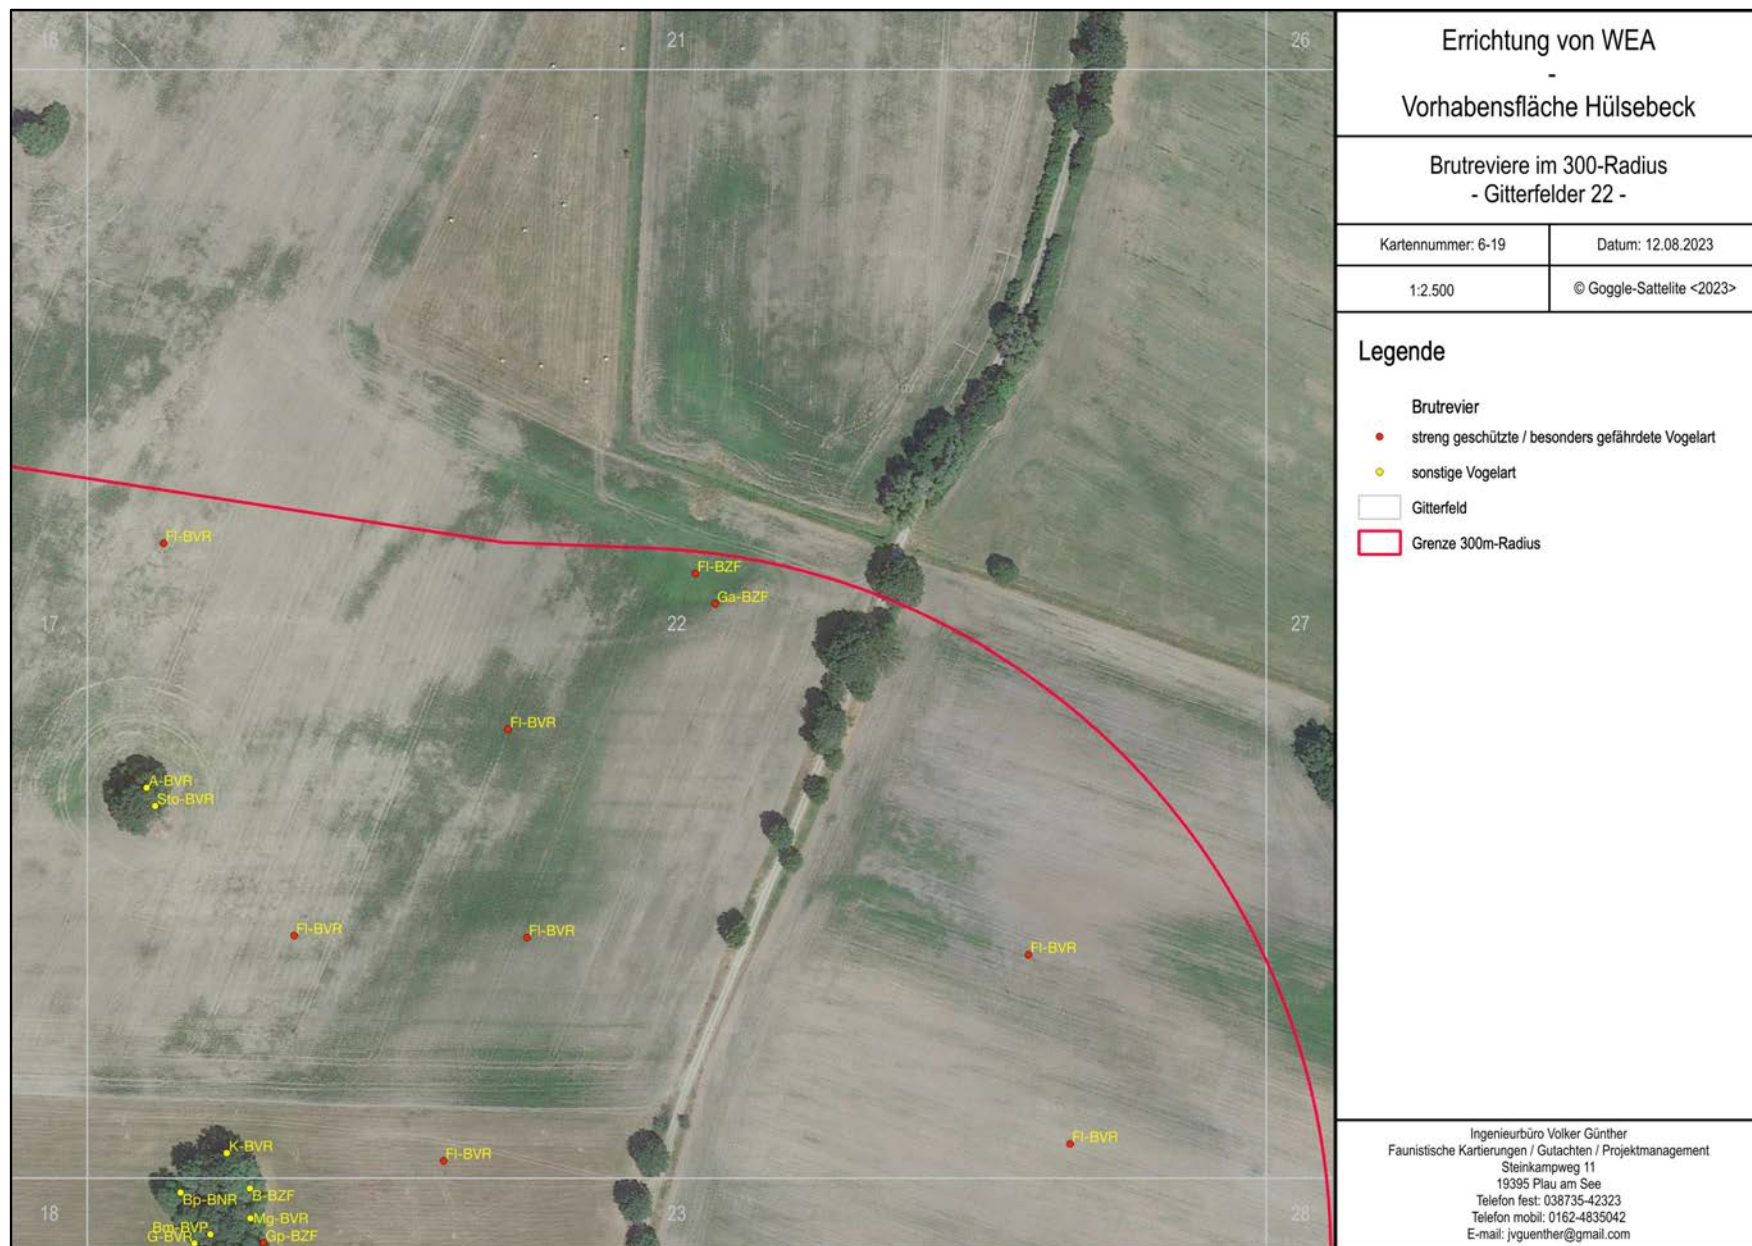 16
21
26
Fl-BVR
Fl-BZF
Ga-BZF
17
22
27
Fl-BVR
A-BVR
Sto-BVR
Fl-BVR
Fl-BVR
Fl-BVR
Fl-BVR
K-BVR
Fl-BVR
Bp-BNR
B-BZF
Mg-BVR
Bm-BVP
G-BVR
Gp-BZF
18
23
28
Errichtung von WEA
-
Vorhabensfläche Hülsebeck
Brutreviere im 300-Radius
- Gitterfelder 22 -
Kartennummer: 6-19
Datum: 12.08.2023
1:2.500
© Goggle-Sattelite <2023>
Legende
Brutrevier
streng geschützte / besonders gefährdete Vogelart
sonstige Vogelart
Gitterfeld
Grenze 300m-Radius
Ingenieurbüro Volker Günther
Faunistische Kartierungen / Gutachten / Projektmanagement
Steinkampweg 11
19395 Plau am See
Telefon fest: 038735-42323
Telefon mobil: 0162-4835042
E-mail: jvguenther@gmail.com